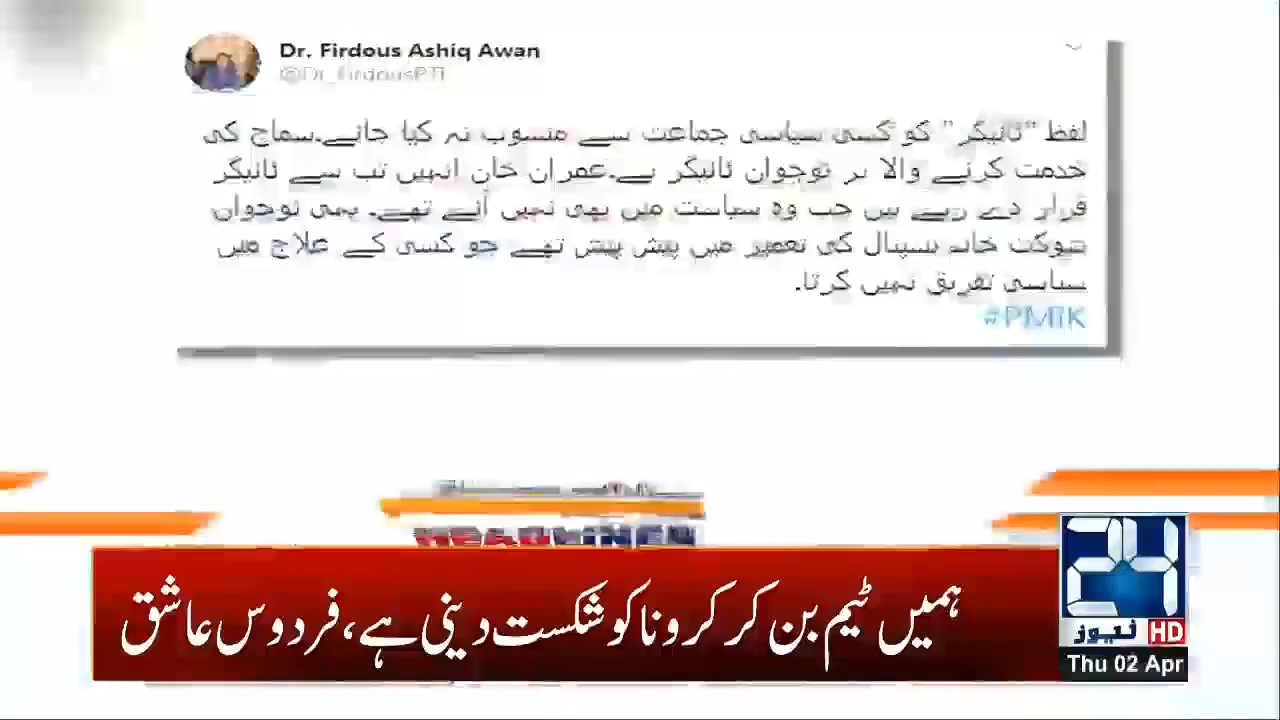 Dr. Firdous Ashiq Awan
@Dr_FirdousPTI
لفظ "ٹائیگر" کو کسی سیاسی جماعت سے منسوب نہ کیا جائے۔سماج کی
خدمت کرنے والا ہر نوجوان ٹائیگر ہے۔عمران خان انہیں تب سے ٹائیگر
قرار دے رہے ہیں جب وہ سیاست میں بھی نہیں آئے تھے۔ یہی نوجوان
شوکت خانم ہسپتال کی تعمیر میں پیش پیش تھے جو کسی کے علاج میں
سیاسی تفریق نہیں کرتا۔
#PMIK
HEADLINES
ہمیں ٹیم بن کر کرونا کو شکست دینی ہے، فردوس عاشق
24
نیوز HD
Thu 02 Apr